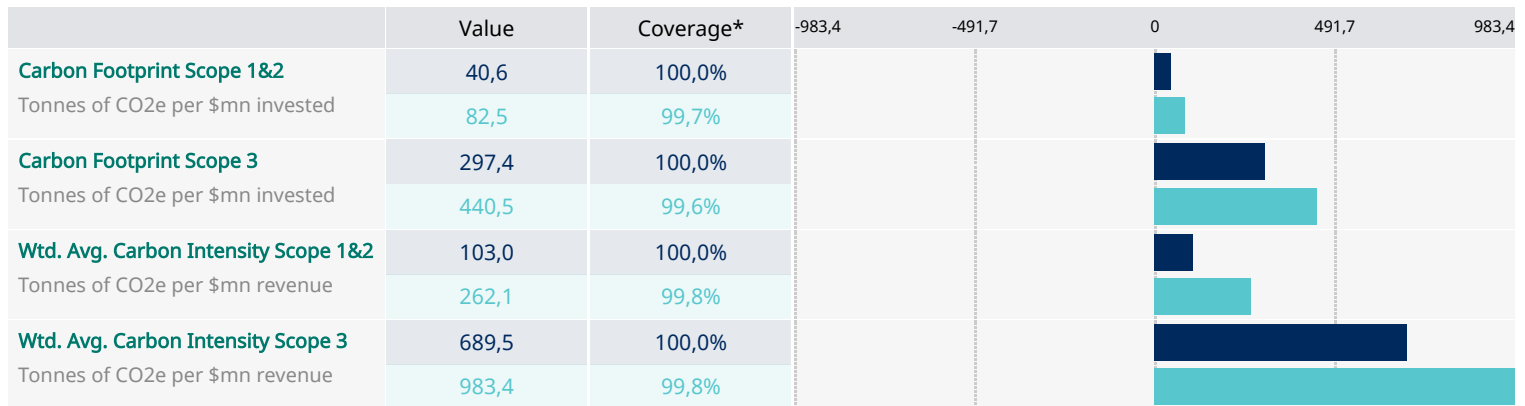 Value Coverage* -983,4 -491,7 0 491,7 983,4
Carbon Footprint Scope 1&2 40,6 100,0%
Tonnes of CO2e per $mn invested 82,5 99,7%
Carbon Footprint Scope 3 297,4 100,0%
Tonnes of CO2e per $mn invested 440,5 99,6%
Wtd. Avg. Carbon Intensity Scope 1&2 103,0 100,0%
Tonnes of CO2e per $mn revenue 262,1 99,8%
Wtd. Avg. Carbon Intensity Scope 3 689,5 100,0%
Tonnes of CO2e per $mn revenue 983,4 99,8%